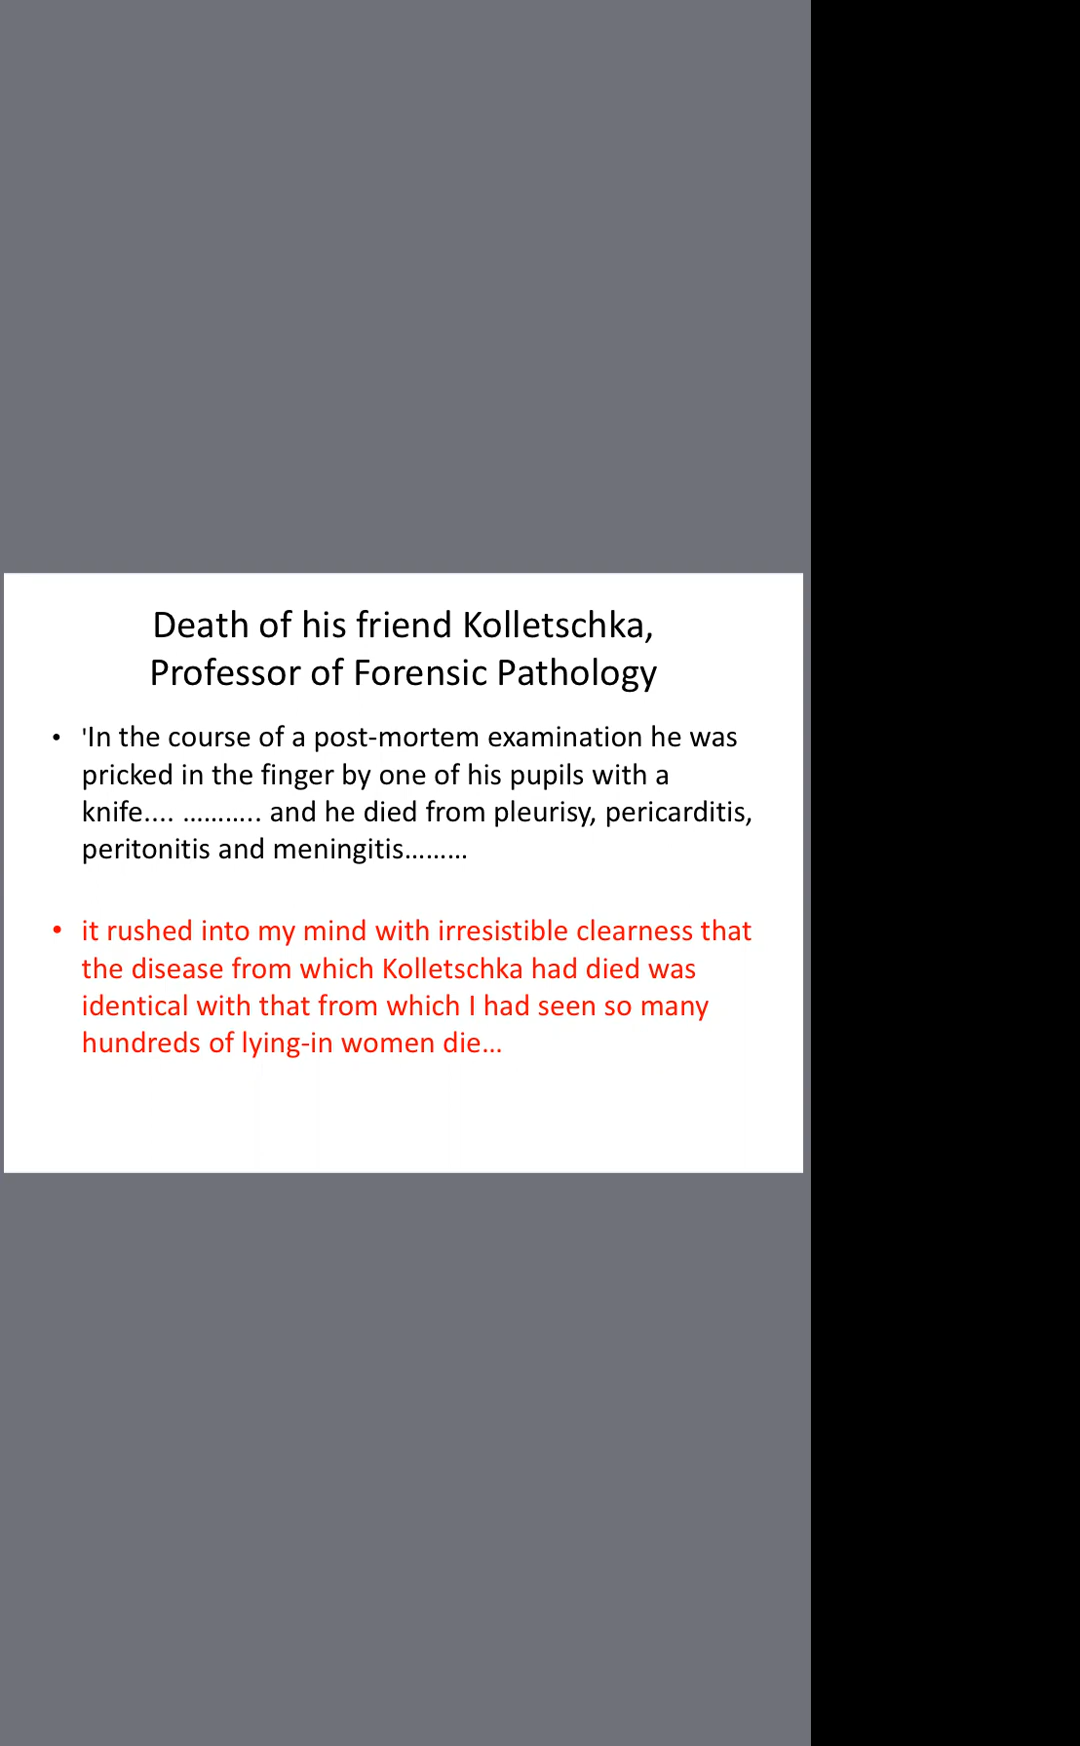 Death of his friend Kolletschka,
Professor of Forensic Pathology
• 'In the course of a post-mortem examination he was
pricked in the finger by one of his pupils with a
knife.... ……….. and he died from pleurisy, pericarditis,
peritonitis and meningitis………
• it rushed into my mind with irresistible clearness that
the disease from which Kolletschka had died was
identical with that from which I had seen so many
hundreds of lying-in women die…